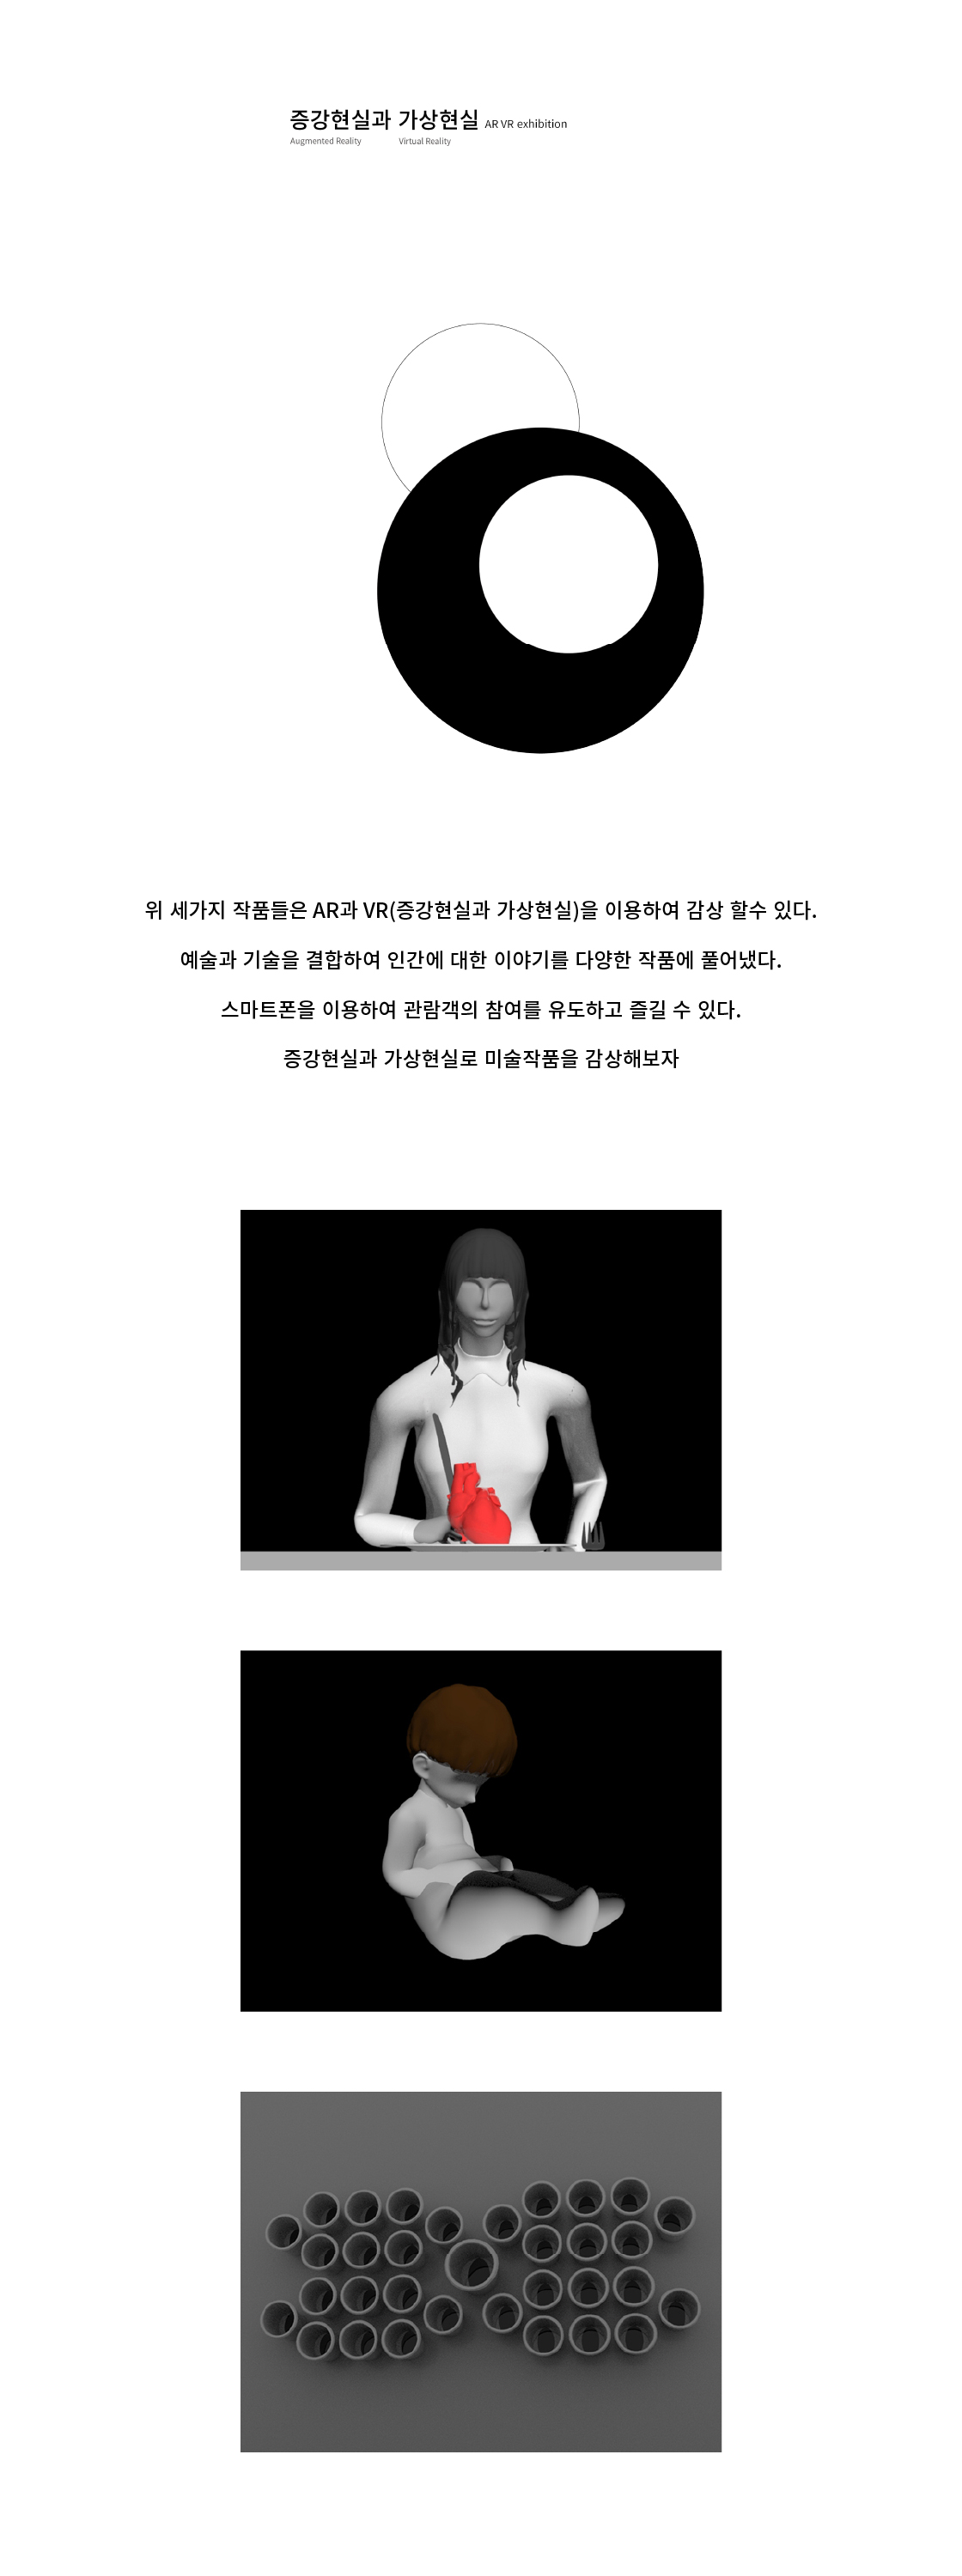 증강현실과 가상현실 AR VR exhibition
Augmented Reality Virtual Reality
위 세가지 작품들은 AR과 VR(증강현실과 가상현실)을 이용하여 감상 할수 있다.
예술과 기술을 결합하여 인간에 대한 이야기를 다양한 작품에 풀어냈다.
스마트폰을 이용하여 관람객의 참여를 유도하고 즐길 수 있다.
증강현실과 가상현실로 미술작품을 감상해보자